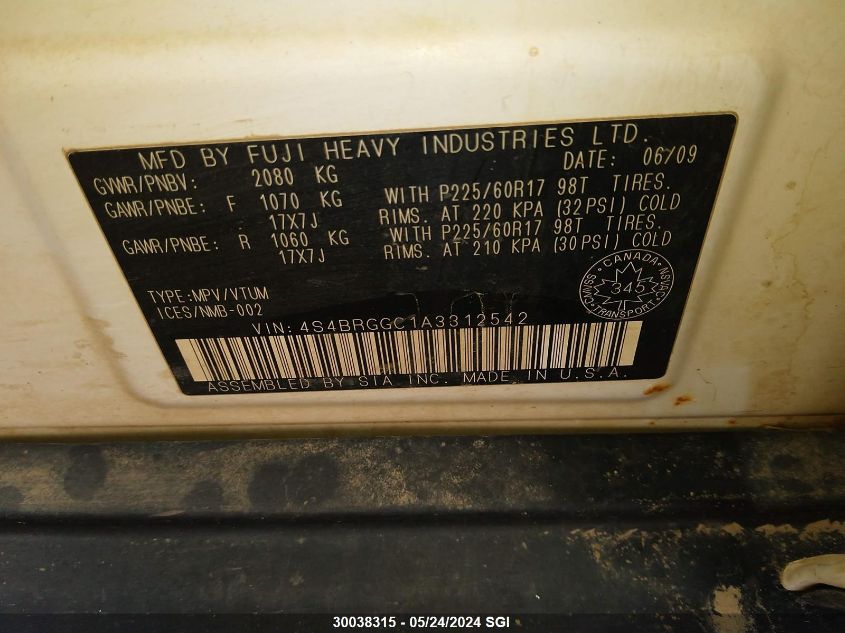 MFD BY FUJI HEAVY INDUSTRIES LTD.
DATE: 06/09
GVWR/PNBV: 2080 KG
GAWR/PNBE: F 1070 KG WITH P225/60R17 98T TIRES.
17X7J RIMS. AT 220 KPA (32PSI) COLD
GAWR/PNBE: R 1060 KG WITH P225/60R17 98T TIRES.
17X7J RIMS. AT 210 KPA (30PSI) COLD
TYPE:MPV/VTUM
ICES/NMB-002
CANADA
NSVAC
345
CMVSS
TRANSPORT
VIN: 4S4BRGGC1A3312542
ASSEMBLED BY SIA INC. MADE IN U.S.A.
30038315 - 05/24/2024 SGI